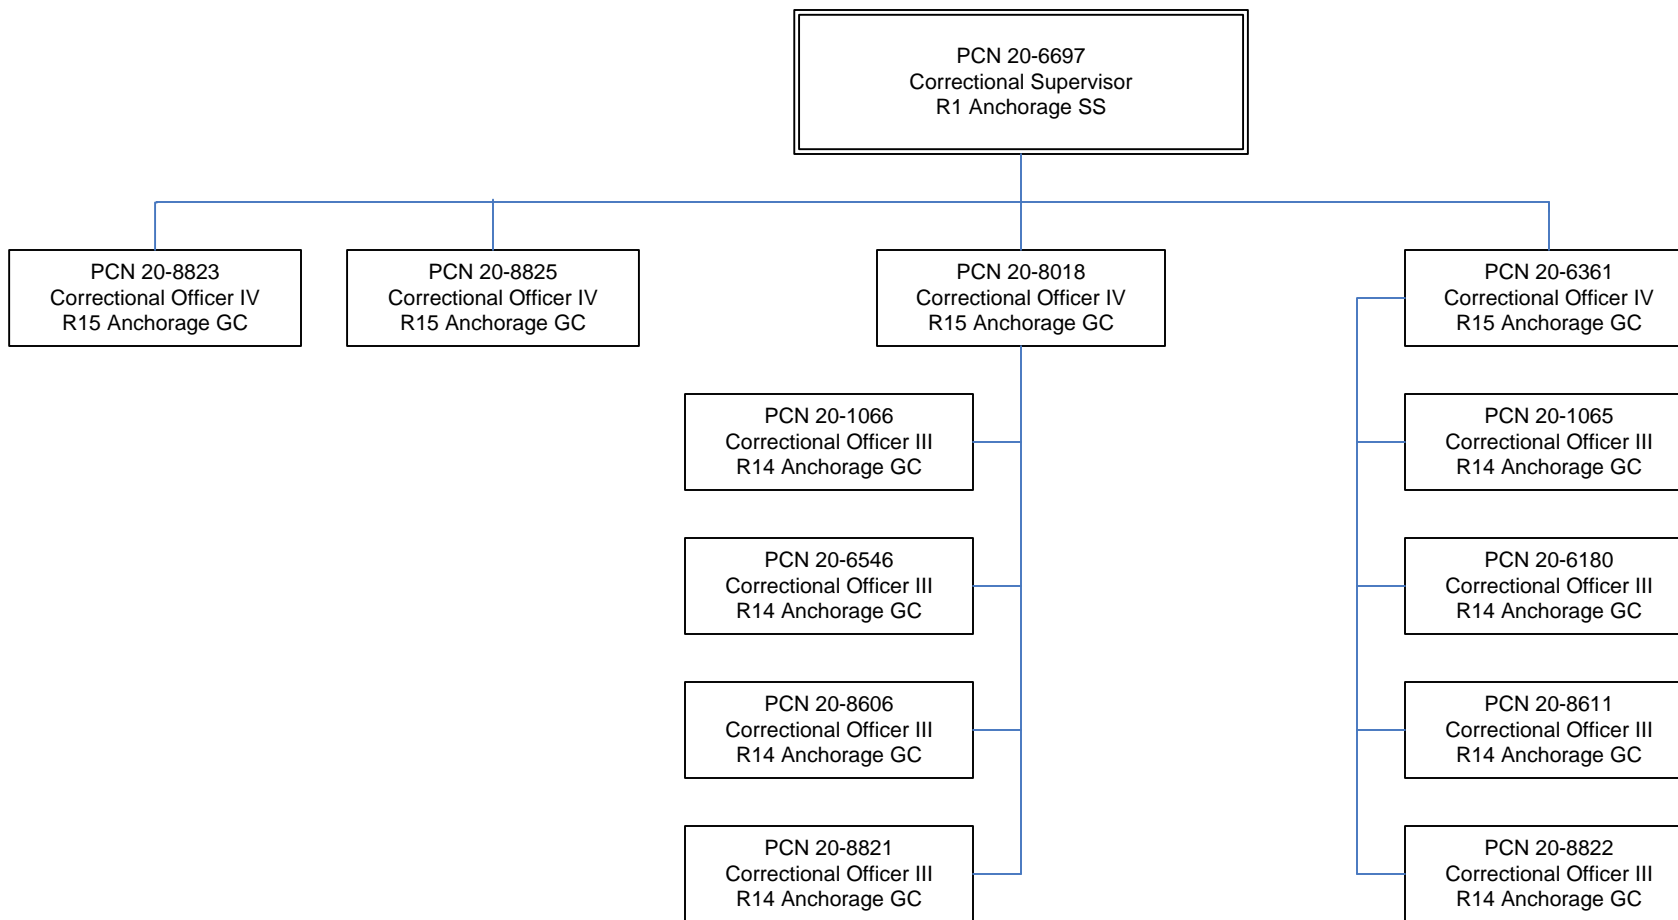 PCN 20-6697
Correctional Supervisor
R1 Anchorage SS
PCN 20-8823
Correctional Officer IV
R15 Anchorage GC
PCN 20-8825
Correctional Officer IV
R15 Anchorage GC
PCN 20-8018
Correctional Officer IV
R15 Anchorage GC
PCN 20-6361
Correctional Officer IV
R15 Anchorage GC
PCN 20-1066
Correctional Officer III
R14 Anchorage GC
PCN 20-1065
Correctional Officer III
R14 Anchorage GC
PCN 20-6546
Correctional Officer III
R14 Anchorage GC
PCN 20-6180
Correctional Officer III
R14 Anchorage GC
PCN 20-8606
Correctional Officer III
R14 Anchorage GC
PCN 20-8611
Correctional Officer III
R14 Anchorage GC
PCN 20-8821
Correctional Officer III
R14 Anchorage GC
PCN 20-8822
Correctional Officer III
R14 Anchorage GC